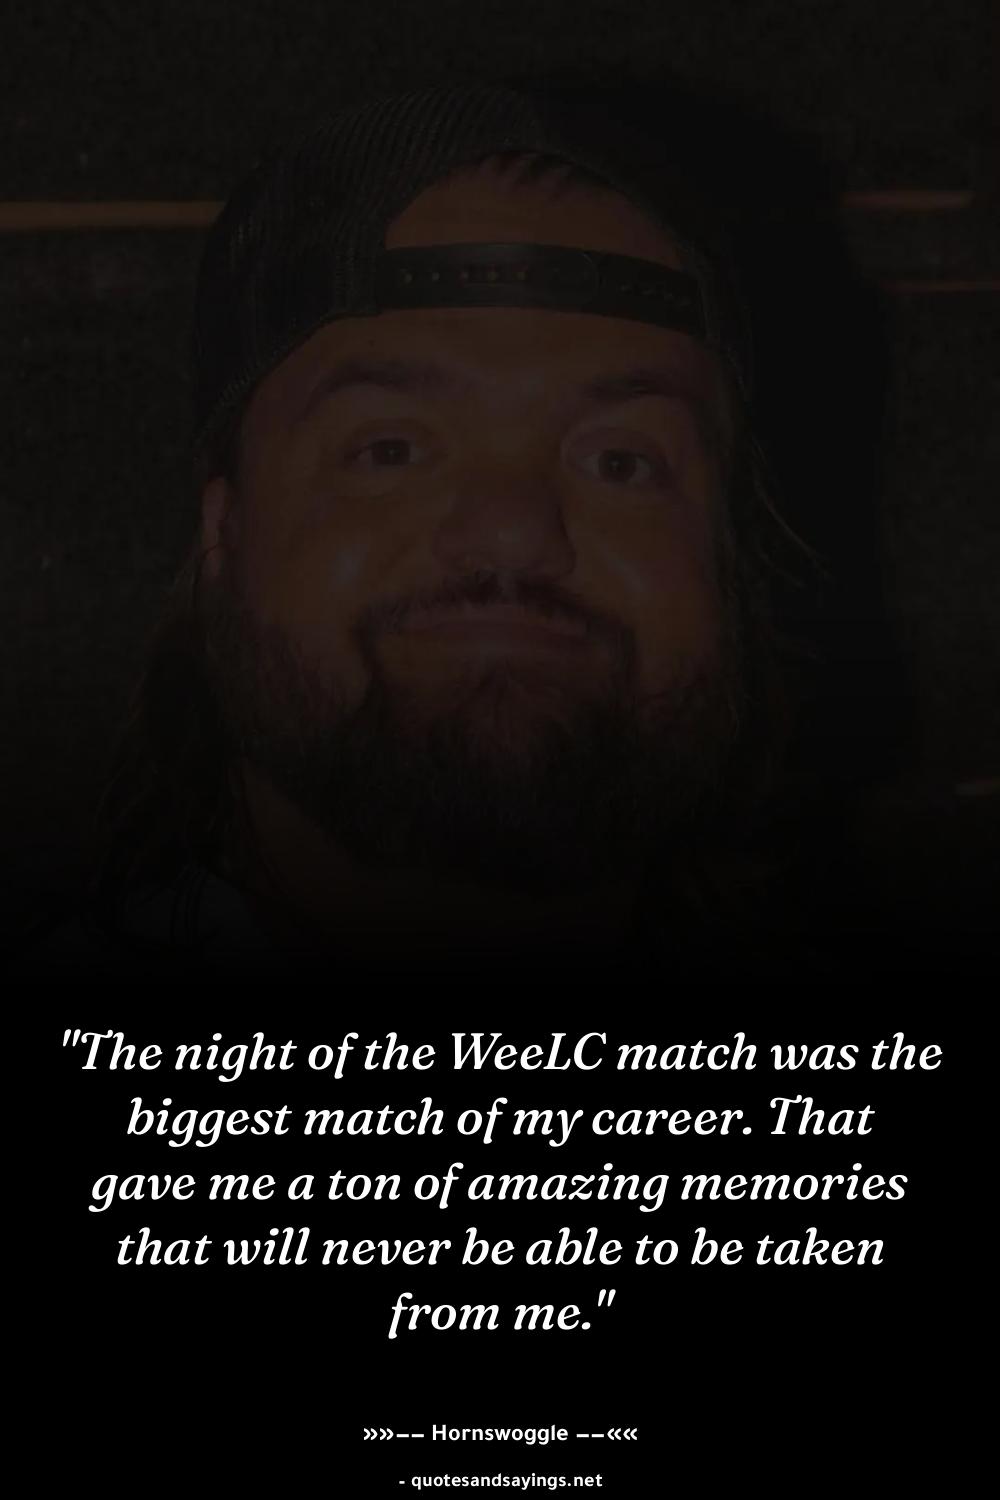 "The night of the WeeLC match was the
biggest match of my career. That
gave me a ton of amazing memories
that will never be able to be taken
from me."
»»–– Hornswoggle ––««
- quotesandsayings.net